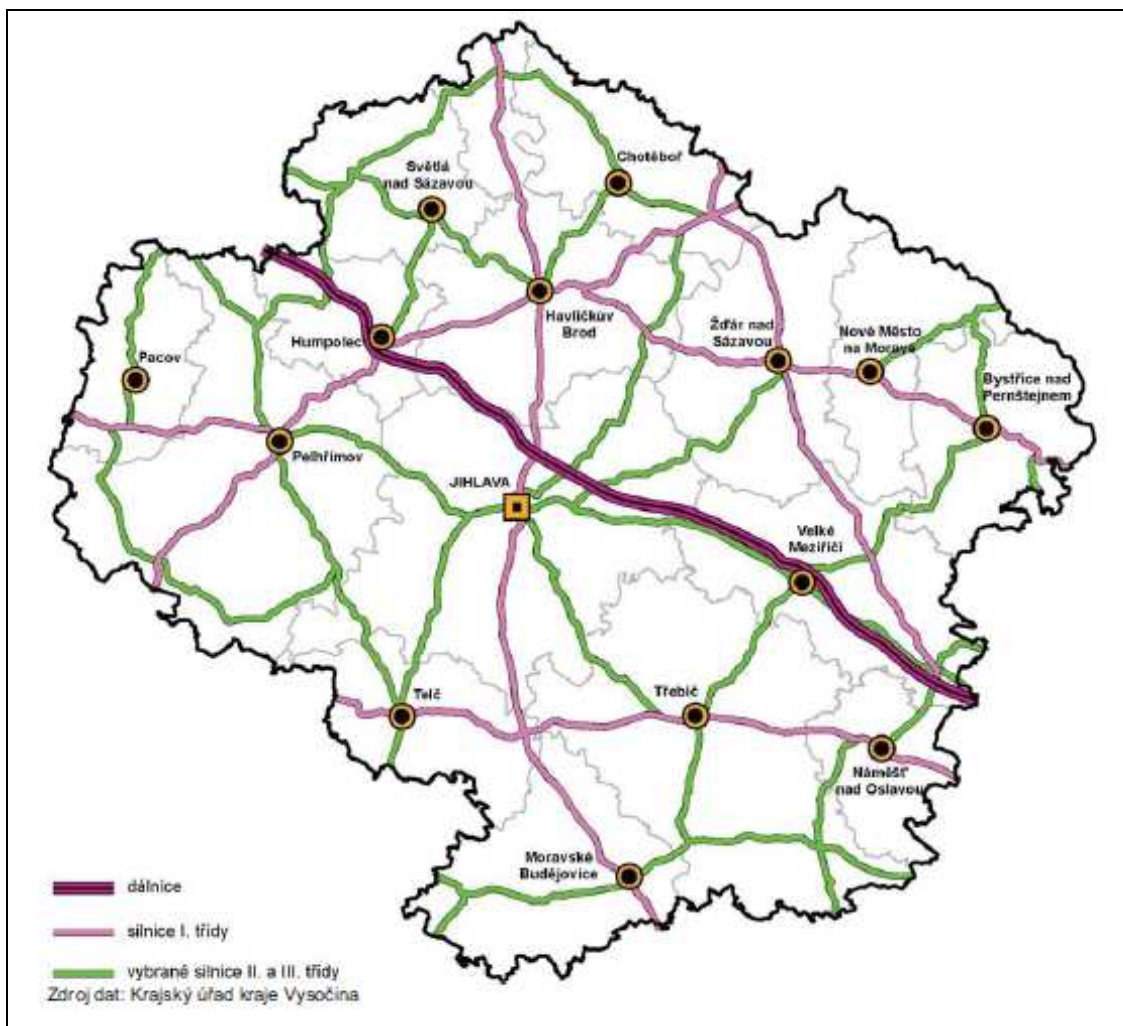 Chotěboř
Světlá
nad Sázavou
Havlíčkův
Brod
Humpolec
Žďár nad
Sázavou
Nové Město
na Moravě
Pacov
Bystřice nad
Pernštejnem
Pelhřimov
JIHLAVA
Velké
Meziříčí
Telč
Třebíč
Náměšť
nad Oslavou
Moravské
Budějovice
dálnice
silnice I. třídy
vybrané silnice II. a III. třídy
Zdroj dat: Krajský úřad kraje Vysočina